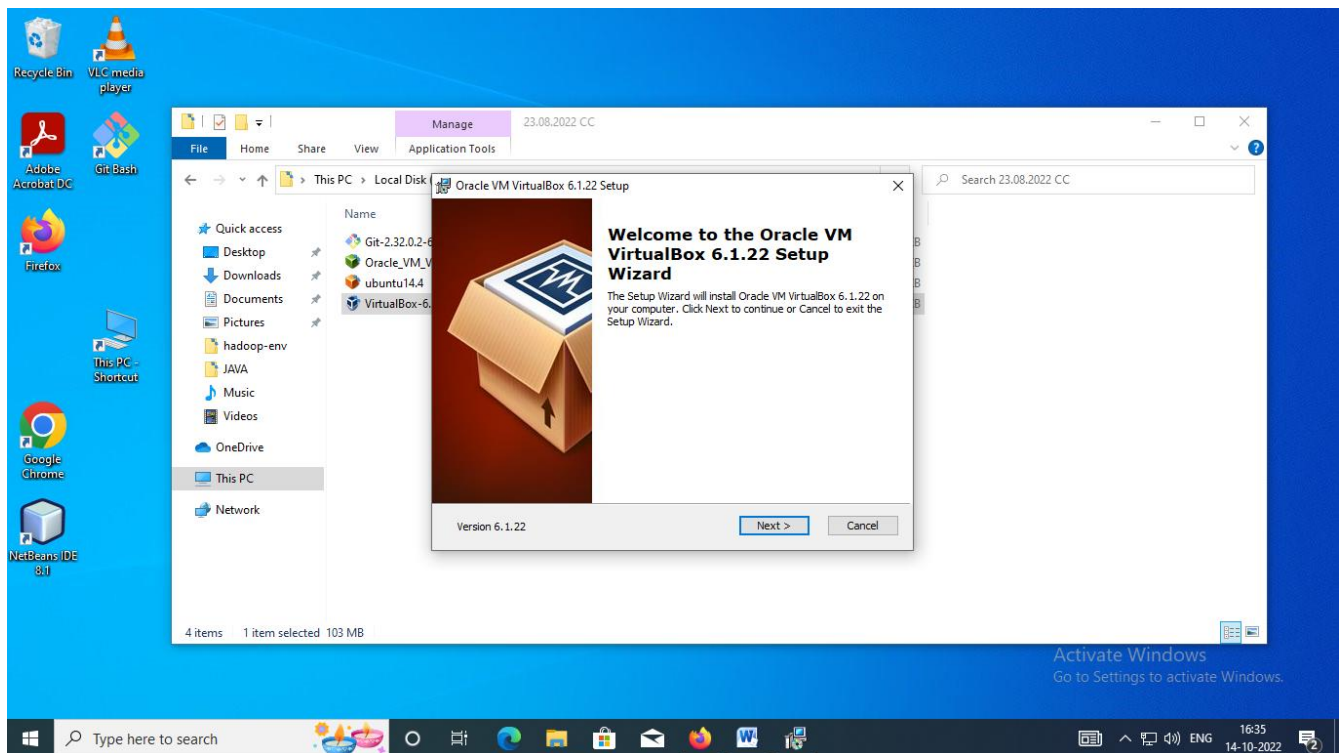 Recycle Bin
VLC media
player
Adobe
Acrobat DC
Git Bash
Firefox
This PC -
Shortcut
Google
Chrome
NetBeans IDE
8.1
Manage
23.08.2022 CC
File
Home
Share
View
Application Tools
This PC
Local Disk (
Search 23.08.2022 CC
Name
Quick access
Desktop
Downloads
Documents
Pictures
hadoop-env
JAVA
Music
Videos
OneDrive
This PC
Network
Git-2.32.0.2-6
Oracle_VM_V
ubuntu14.4
VirtualBox-6.
B
B
B
B
Oracle VM VirtualBox 6.1.22 Setup
Welcome to the Oracle VM
VirtualBox 6.1.22 Setup
Wizard
The Setup Wizard will install Oracle VM VirtualBox 6.1.22 on
your computer. Click Next to continue or Cancel to exit the
Setup Wizard.
Version 6.1.22
Next >
Cancel
4 items
1 item selected 103 MB
Activate Windows
Go to Settings to activate Windows.
Type here to search
W
ENG
16:35
14-10-2022
2